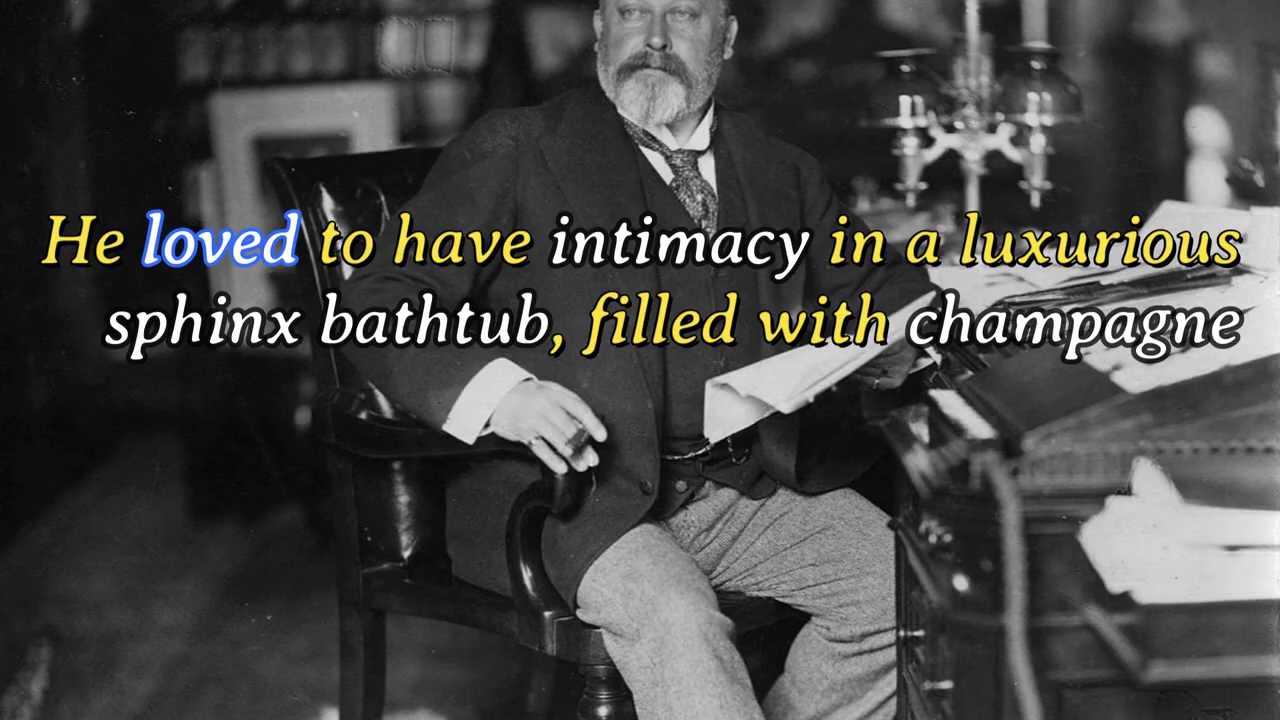 He loved to have intimacy in a luxurious
sphinx bathtub, filled with champagne